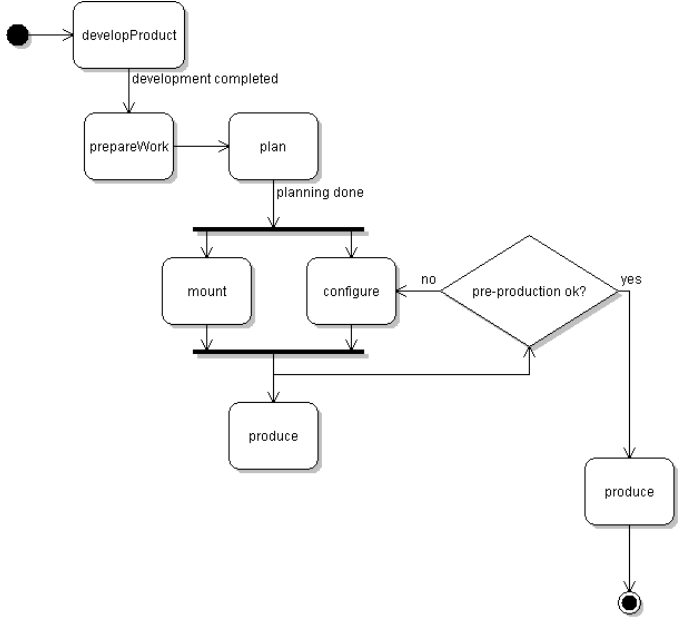 developProduct
development completed
prepareWork
plan
planning done
mount
configure
no
pre-production ok?
yes
produce
produce